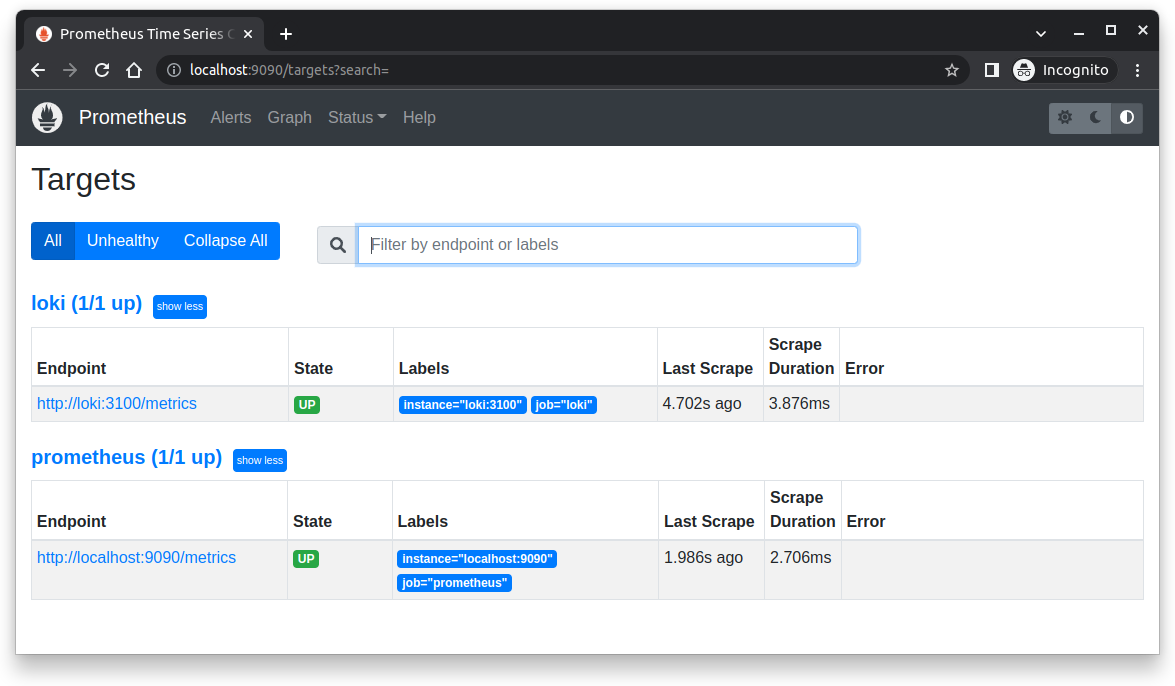 Prometheus Time Series C
localhost:9090/targets?search=
Incognito
Prometheus Alerts Graph Status Help
Targets
All Unhealthy Collapse All
Filter by endpoint or labels
loki (1/1 up) show less
Endpoint State Labels Last Scrape Scrape Duration Error
http://loki:3100/metrics UP instance="loki:3100" job="loki" 4.702s ago 3.876ms
prometheus (1/1 up) show less
Endpoint State Labels Last Scrape Scrape Duration Error
http://localhost:9090/metrics UP instance="localhost:9090" 1.986s ago 2.706ms
job="prometheus"